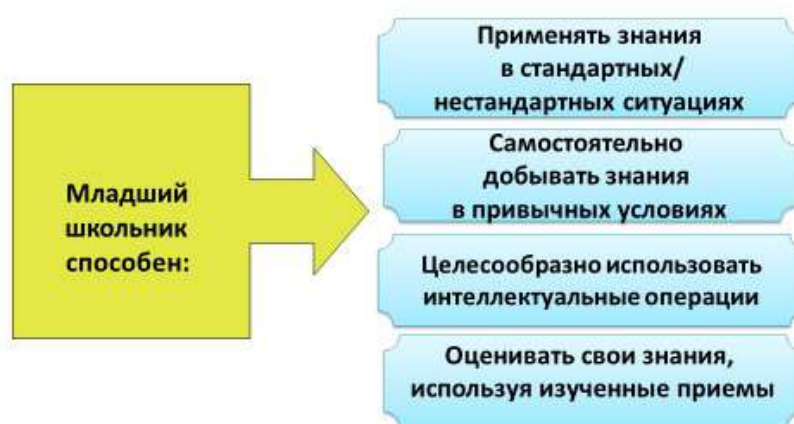 Младший
школьник
способен:
Применять знания
в стандартных/
нестандартных ситуациях
Самостоятельно
добывать знания
в привычных условиях
Целесообразно использовать
интеллектуальные операции
Оценивать свои знания,
используя изученные приемы